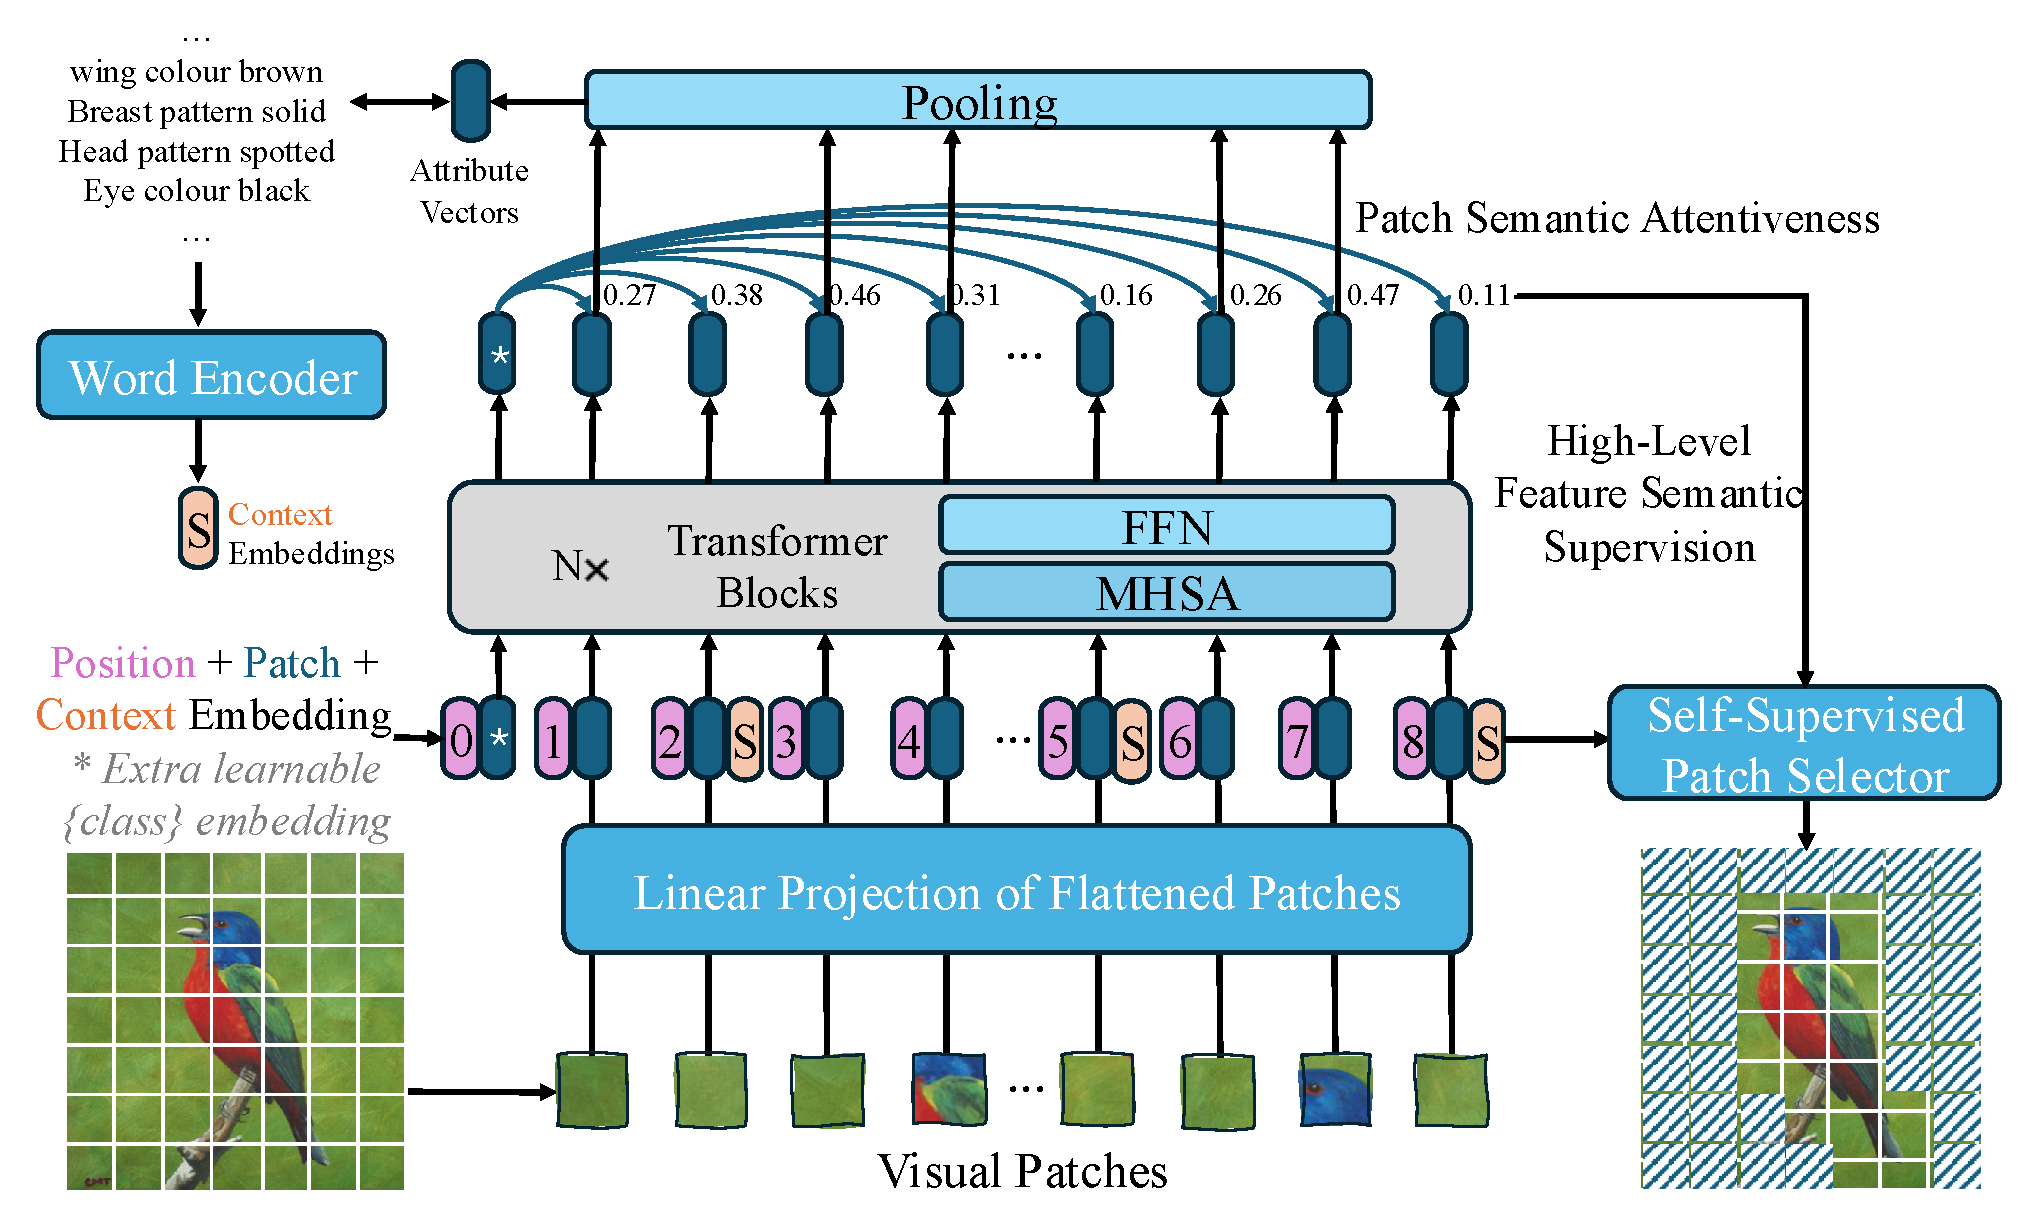 ...
wing colour brown
Breast pattern solid
Head pattern spotted
Eye colour black
...
Attribute
Vectors
Pooling
Patch Semantic Attentiveness
0.27
0.38
0.46
0.31
0.16
0.26
0.47
0.11
Word Encoder
*
...
S
Context
Embeddings
N×
Transformer
Blocks
FFN
MHSA
High-Level
Feature Semantic
Supervision
Position + Patch +
Context Embedding
* Extra learnable
{class} embedding
0 * 1 2 S 3 4 ... 5 S 6 7 8 S
Self-Supervised
Patch Selector
Linear Projection of Flattened Patches
...
Visual Patches
CMT